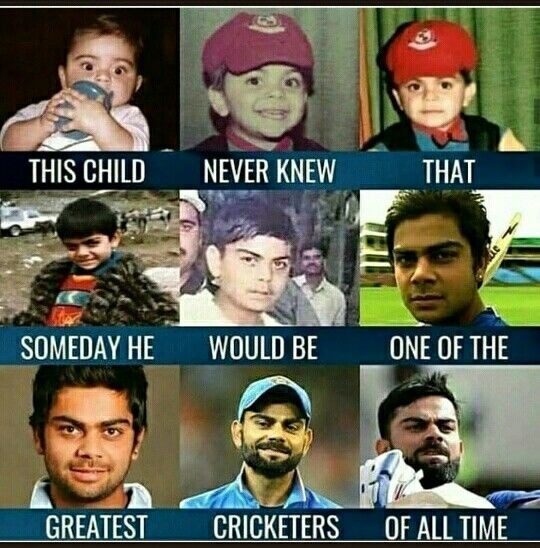 THIS CHILD NEVER KNEW THAT
SOMEDAY HE WOULD BE ONE OF THE
GREATEST CRICKETERS OF ALL TIME